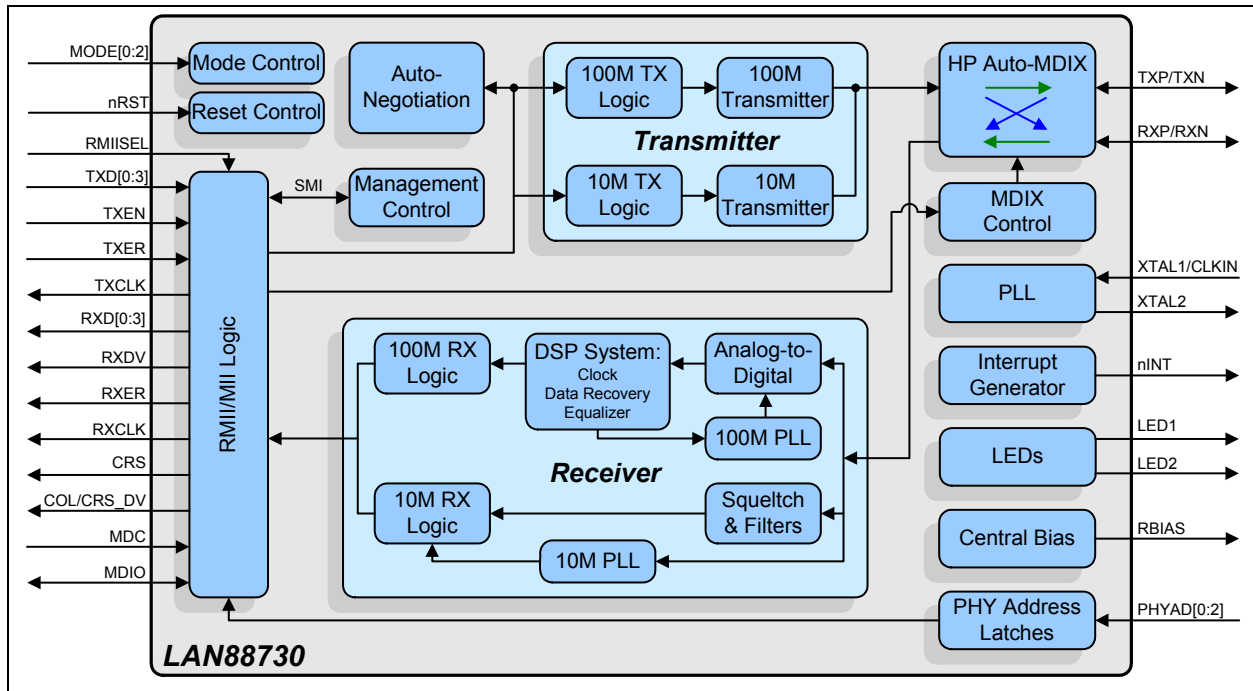 MODE[0:2]
nRST
RMIISEL
TXD[0:3]
TXEN
TXER
TXCLK
RXD[0:3]
RXDV
RXER
RXCLK
CRS
COL/CRS_DV
MDC
MDIO
Mode Control
Reset Control
RMII/MII Logic
SMI
Auto-
Negotiation
Management
Control
100M TX
Logic
100M
Transmitter
Transmitter
10M TX
Logic
10M
Transmitter
100M RX
Logic
DSP System:
Clock
Data Recovery
Equalizer
Analog-to-
Digital
100M PLL
Receiver
10M RX
Logic
Squeltch
& Filters
10M PLL
HP Auto-MDIX
MDIX
Control
PLL
Interrupt
Generator
LEDs
Central Bias
PHY Address
Latches
TXP/TXN
RXP/RXN
XTAL1/CLKIN
XTAL2
nINT
LED1
LED2
RBIAS
PHYAD[0:2]
LAN88730